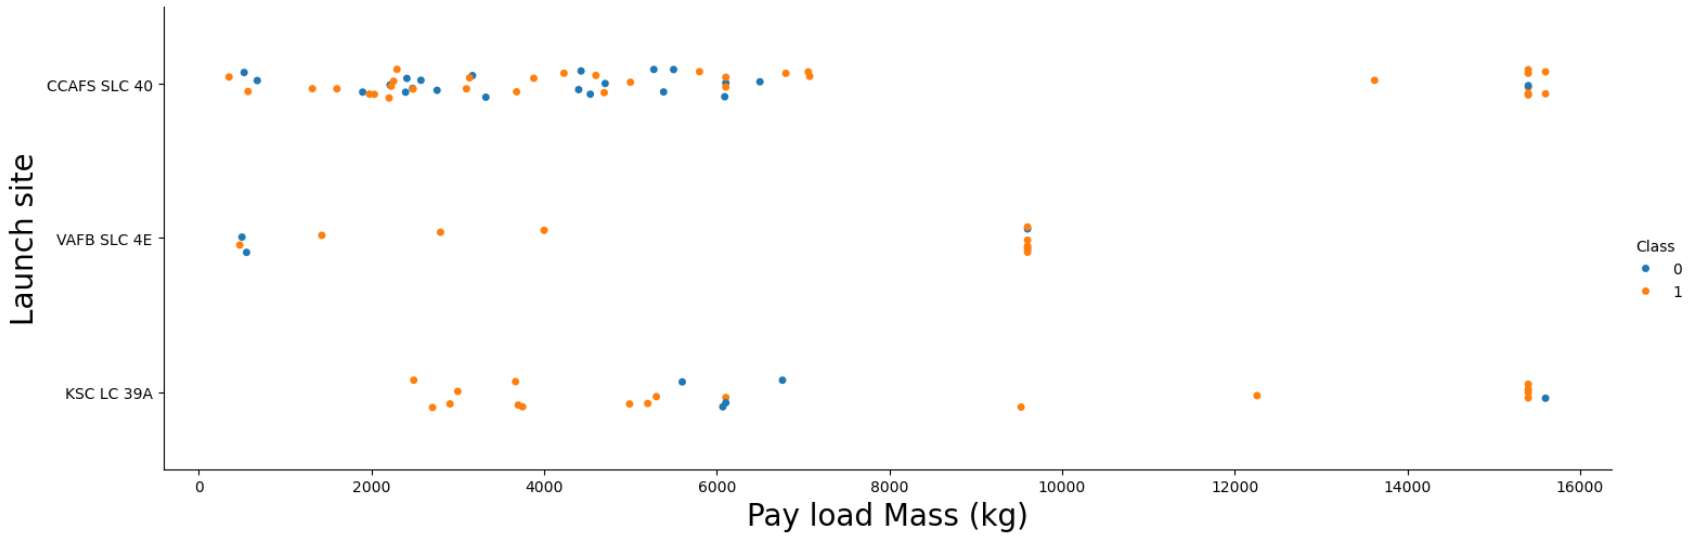 Launch site
CCAFS SLC 40
VAFB SLC 4E
KSC LC 39A
0 2000 4000 6000 8000 10000 12000 14000 16000
Pay load Mass (kg)
Class
0
1